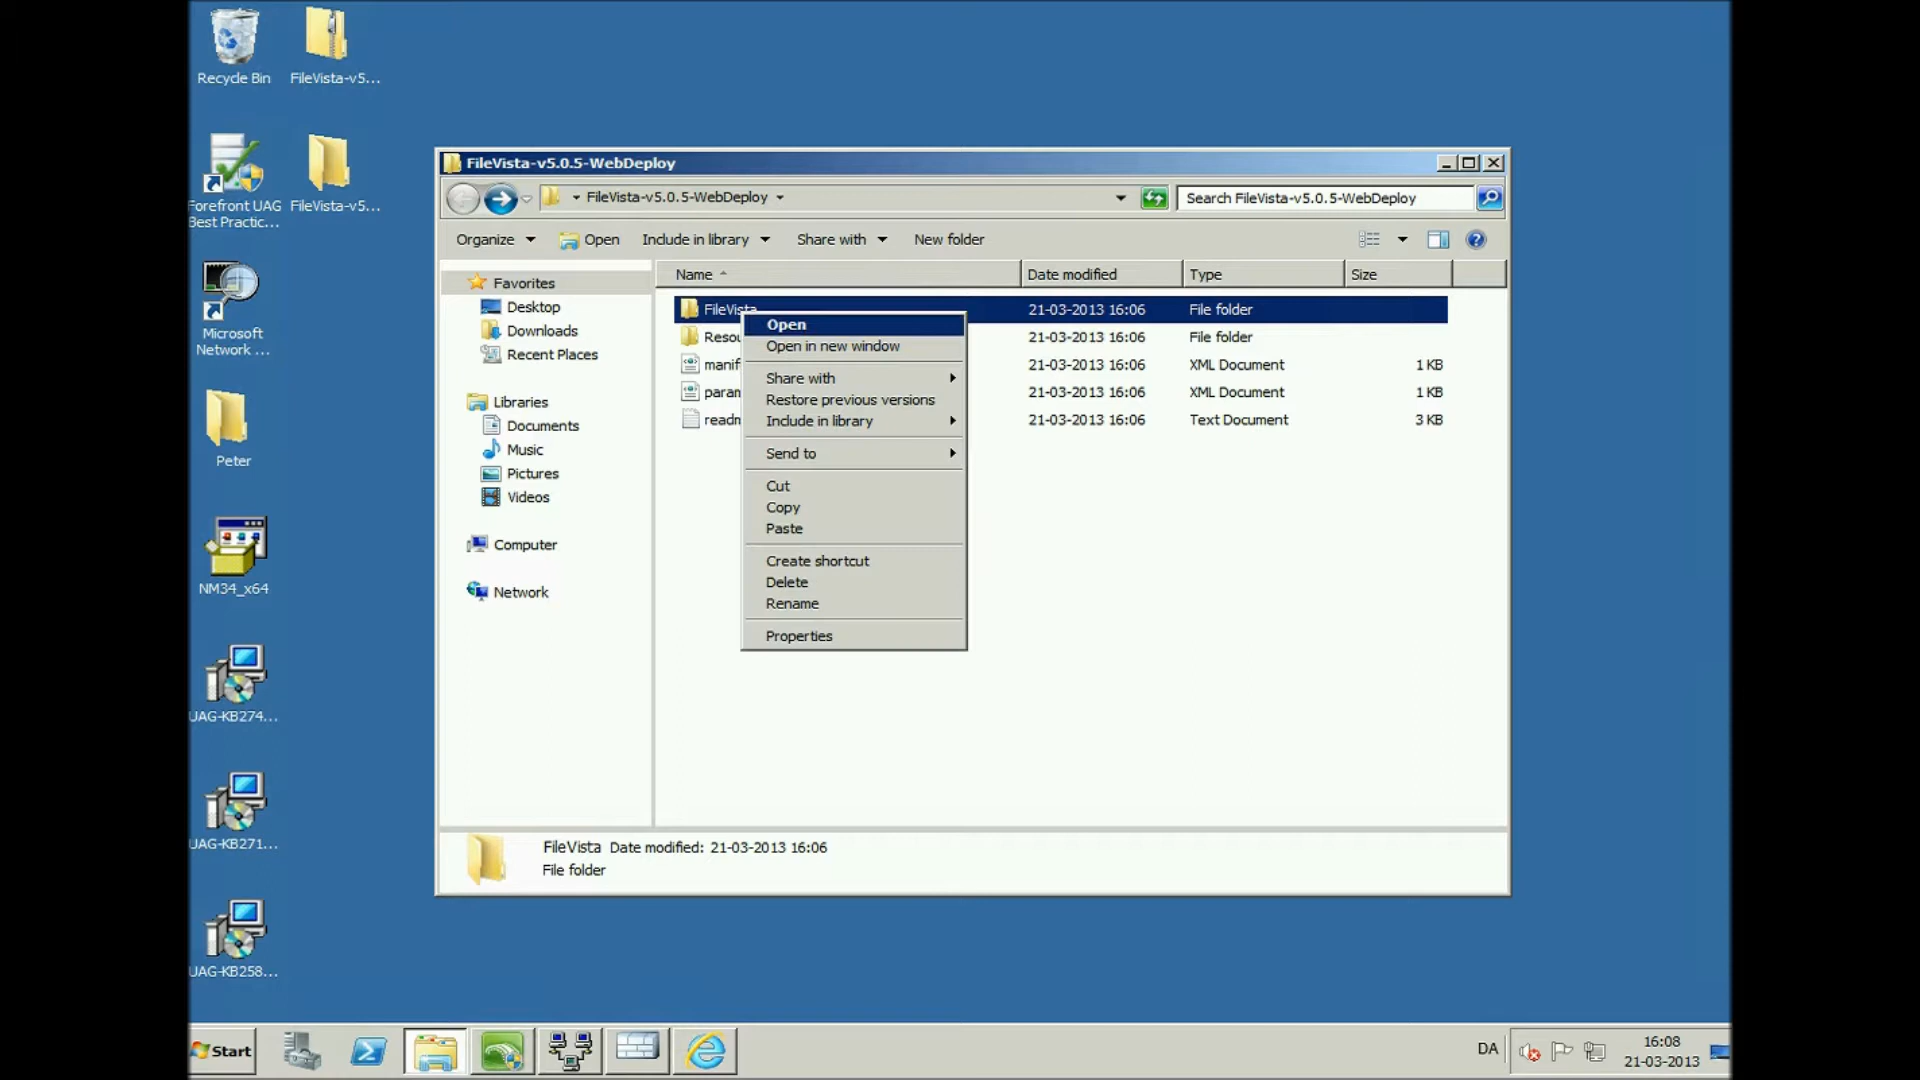 Recycle Bin
FileVista-v5...
Forefront UAG
Best Practic...
FileVista-v5...
Microsoft
Network ...
Peter
NM34_x64
UAG-KB274...
UAG-KB271...
UAG-KB258...
FileVista-v5.0.5-WebDeploy
FileVista-v5.0.5-WebDeploy
Search FileVista-v5.0.5-WebDeploy
Organize
Open
Include in library
Share with
New folder
Favorites
Desktop
Downloads
Recent Places
Libraries
Documents
Music
Pictures
Videos
Computer
Network
Name
Date modified
Type
Size
FileVista 21-03-2013 16:06 File folder
Resou 21-03-2013 16:06 File folder
manif 21-03-2013 16:06 XML Document 1 KB
param 21-03-2013 16:06 XML Document 1 KB
readm 21-03-2013 16:06 Text Document 3 KB
Open
Open in new window
Share with
Restore previous versions
Include in library
Send to
Cut
Copy
Paste
Create shortcut
Delete
Rename
Properties
FileVista Date modified: 21-03-2013 16:06
File folder
Start
DA
16:08
21-03-2013